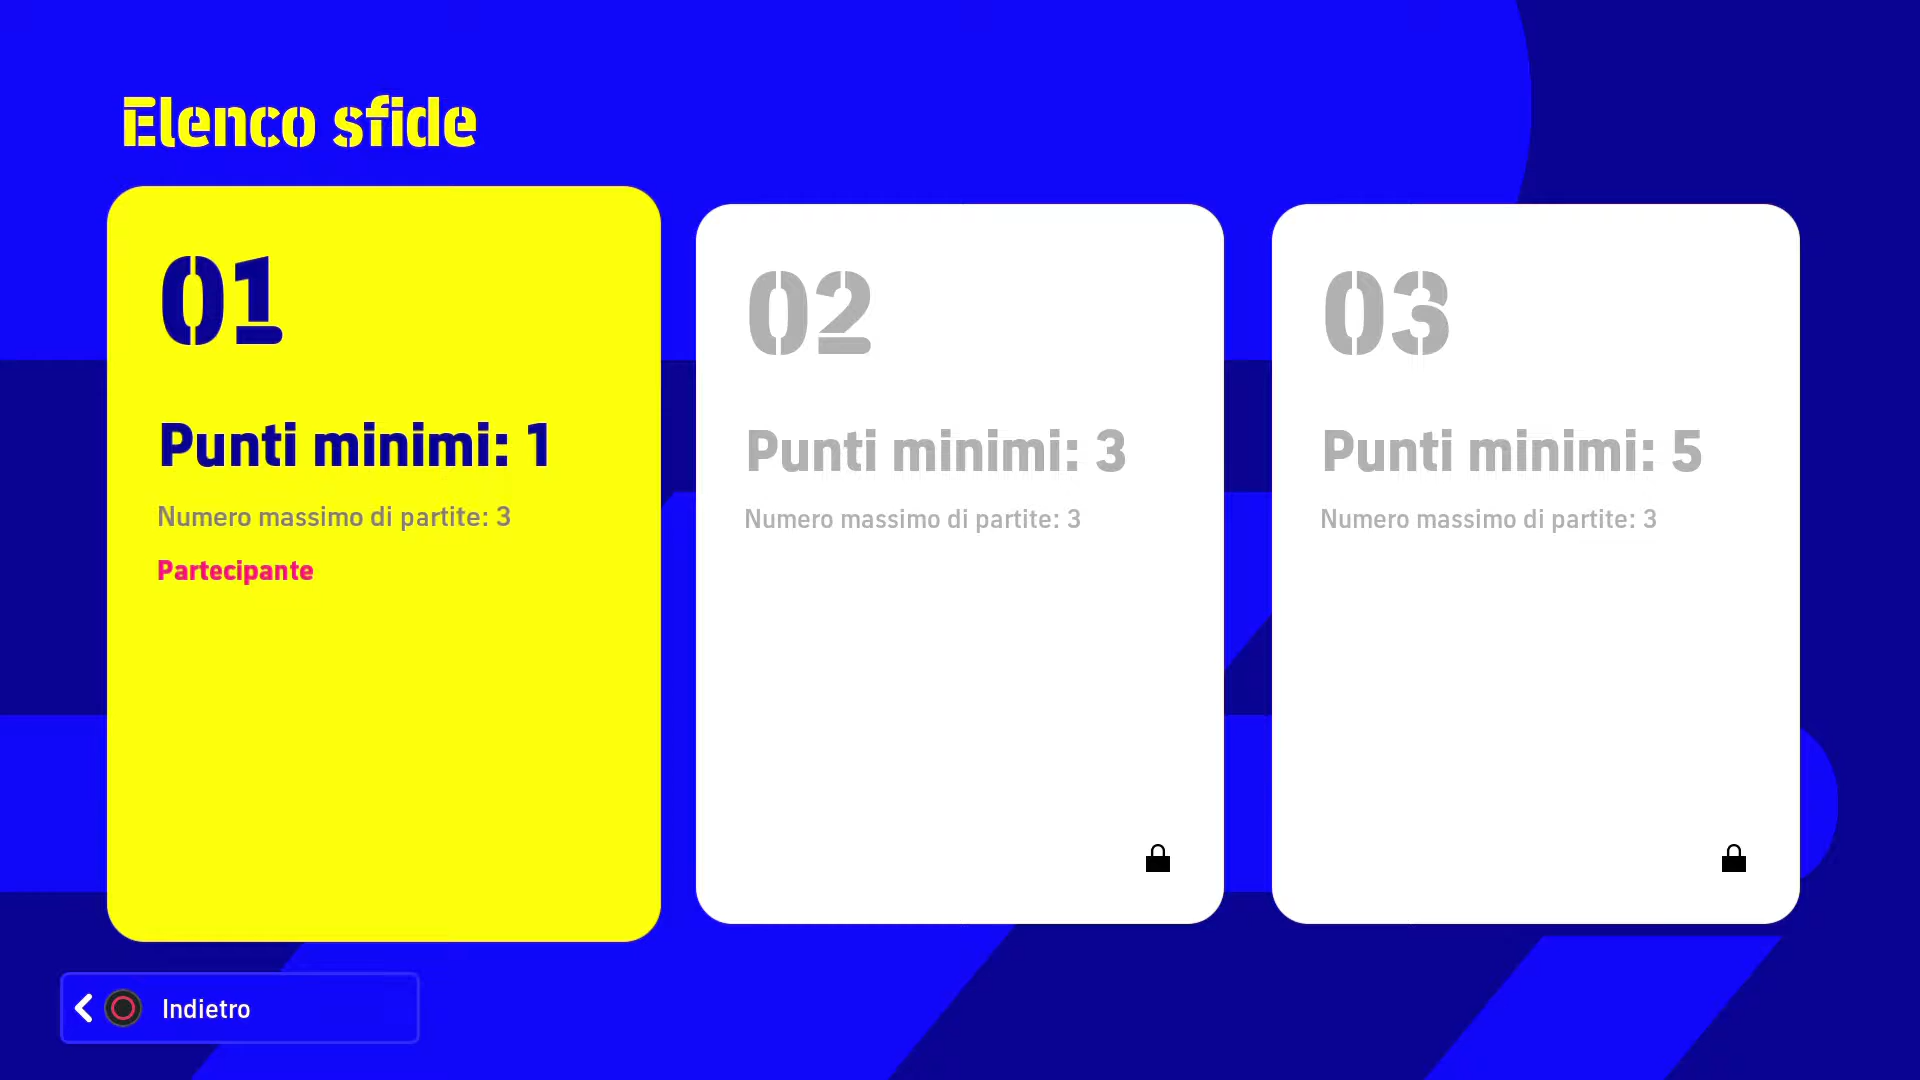 Elenco sfide
01
Punti minimi: 1
Numero massimo di partite: 3
Partecipante
02
Punti minimi: 3
Numero massimo di partite: 3
03
Punti minimi: 5
Numero massimo di partite: 3
Indietro